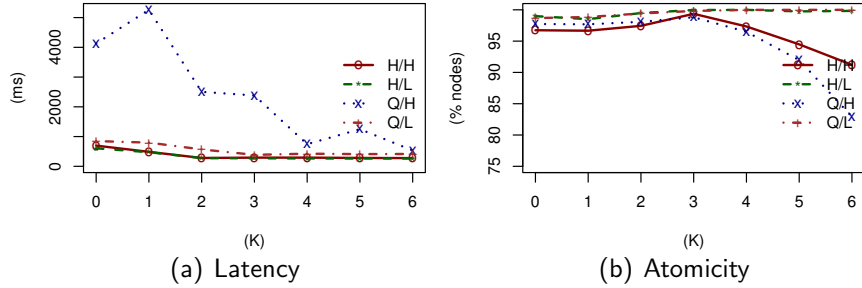 (ms)
0 2000 4000
H/H
H/L
Q/H
Q/L
0 1 2 3 4 5 6
(K)
(a) Latency
(% nodes)
75 80 85 90 95
H/H
H/L
Q/H
Q/L
0 1 2 3 4 5 6
(K)
(b) Atomicity